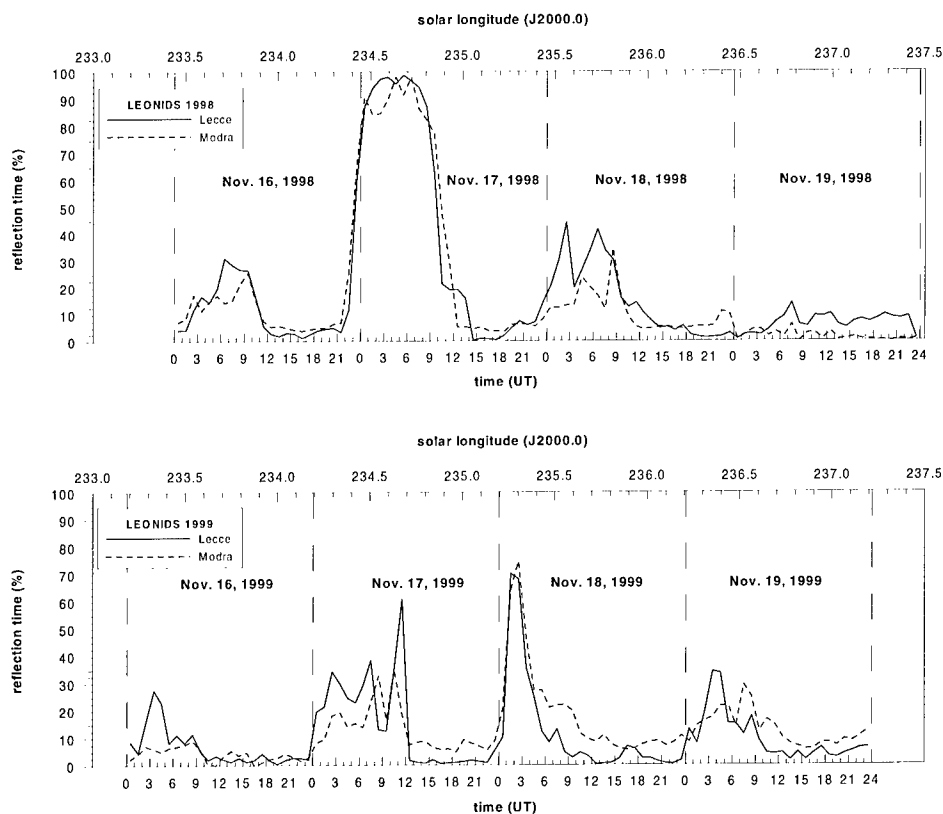 solar longitude (J2000.0)
233.0 233.5 234.0 234.5 235.0 235.5 236.0 236.5 237.0 237.5
100
90
80
70
60
50
40
30
20
10
0
reflection time (%)
LEONIDS 1998
Lecce
Modra
Nov. 16, 1998 Nov. 17, 1998 Nov. 18, 1998 Nov. 19, 1998
0 3 6 9 12 15 18 21 0 3 6 9 12 15 18 21 0 3 6 9 12 15 18 21 0 3 6 9 12 15 18 21 24
time (UT)
solar longitude (J2000.0)
233.0 233.5 234.0 234.5 235.0 235.5 236.0 236.5 237.0 237.5
100
90
80
70
60
50
40
30
20
10
0
reflection time (%)
LEONIDS 1999
Lecce
Modra
Nov. 16, 1999 Nov. 17, 1999 Nov. 18, 1999 Nov. 19, 1999
0 3 6 9 12 15 18 21 0 3 6 9 12 15 18 21 0 3 6 9 12 15 18 21 0 3 6 9 12 15 18 21 24
time (UT)